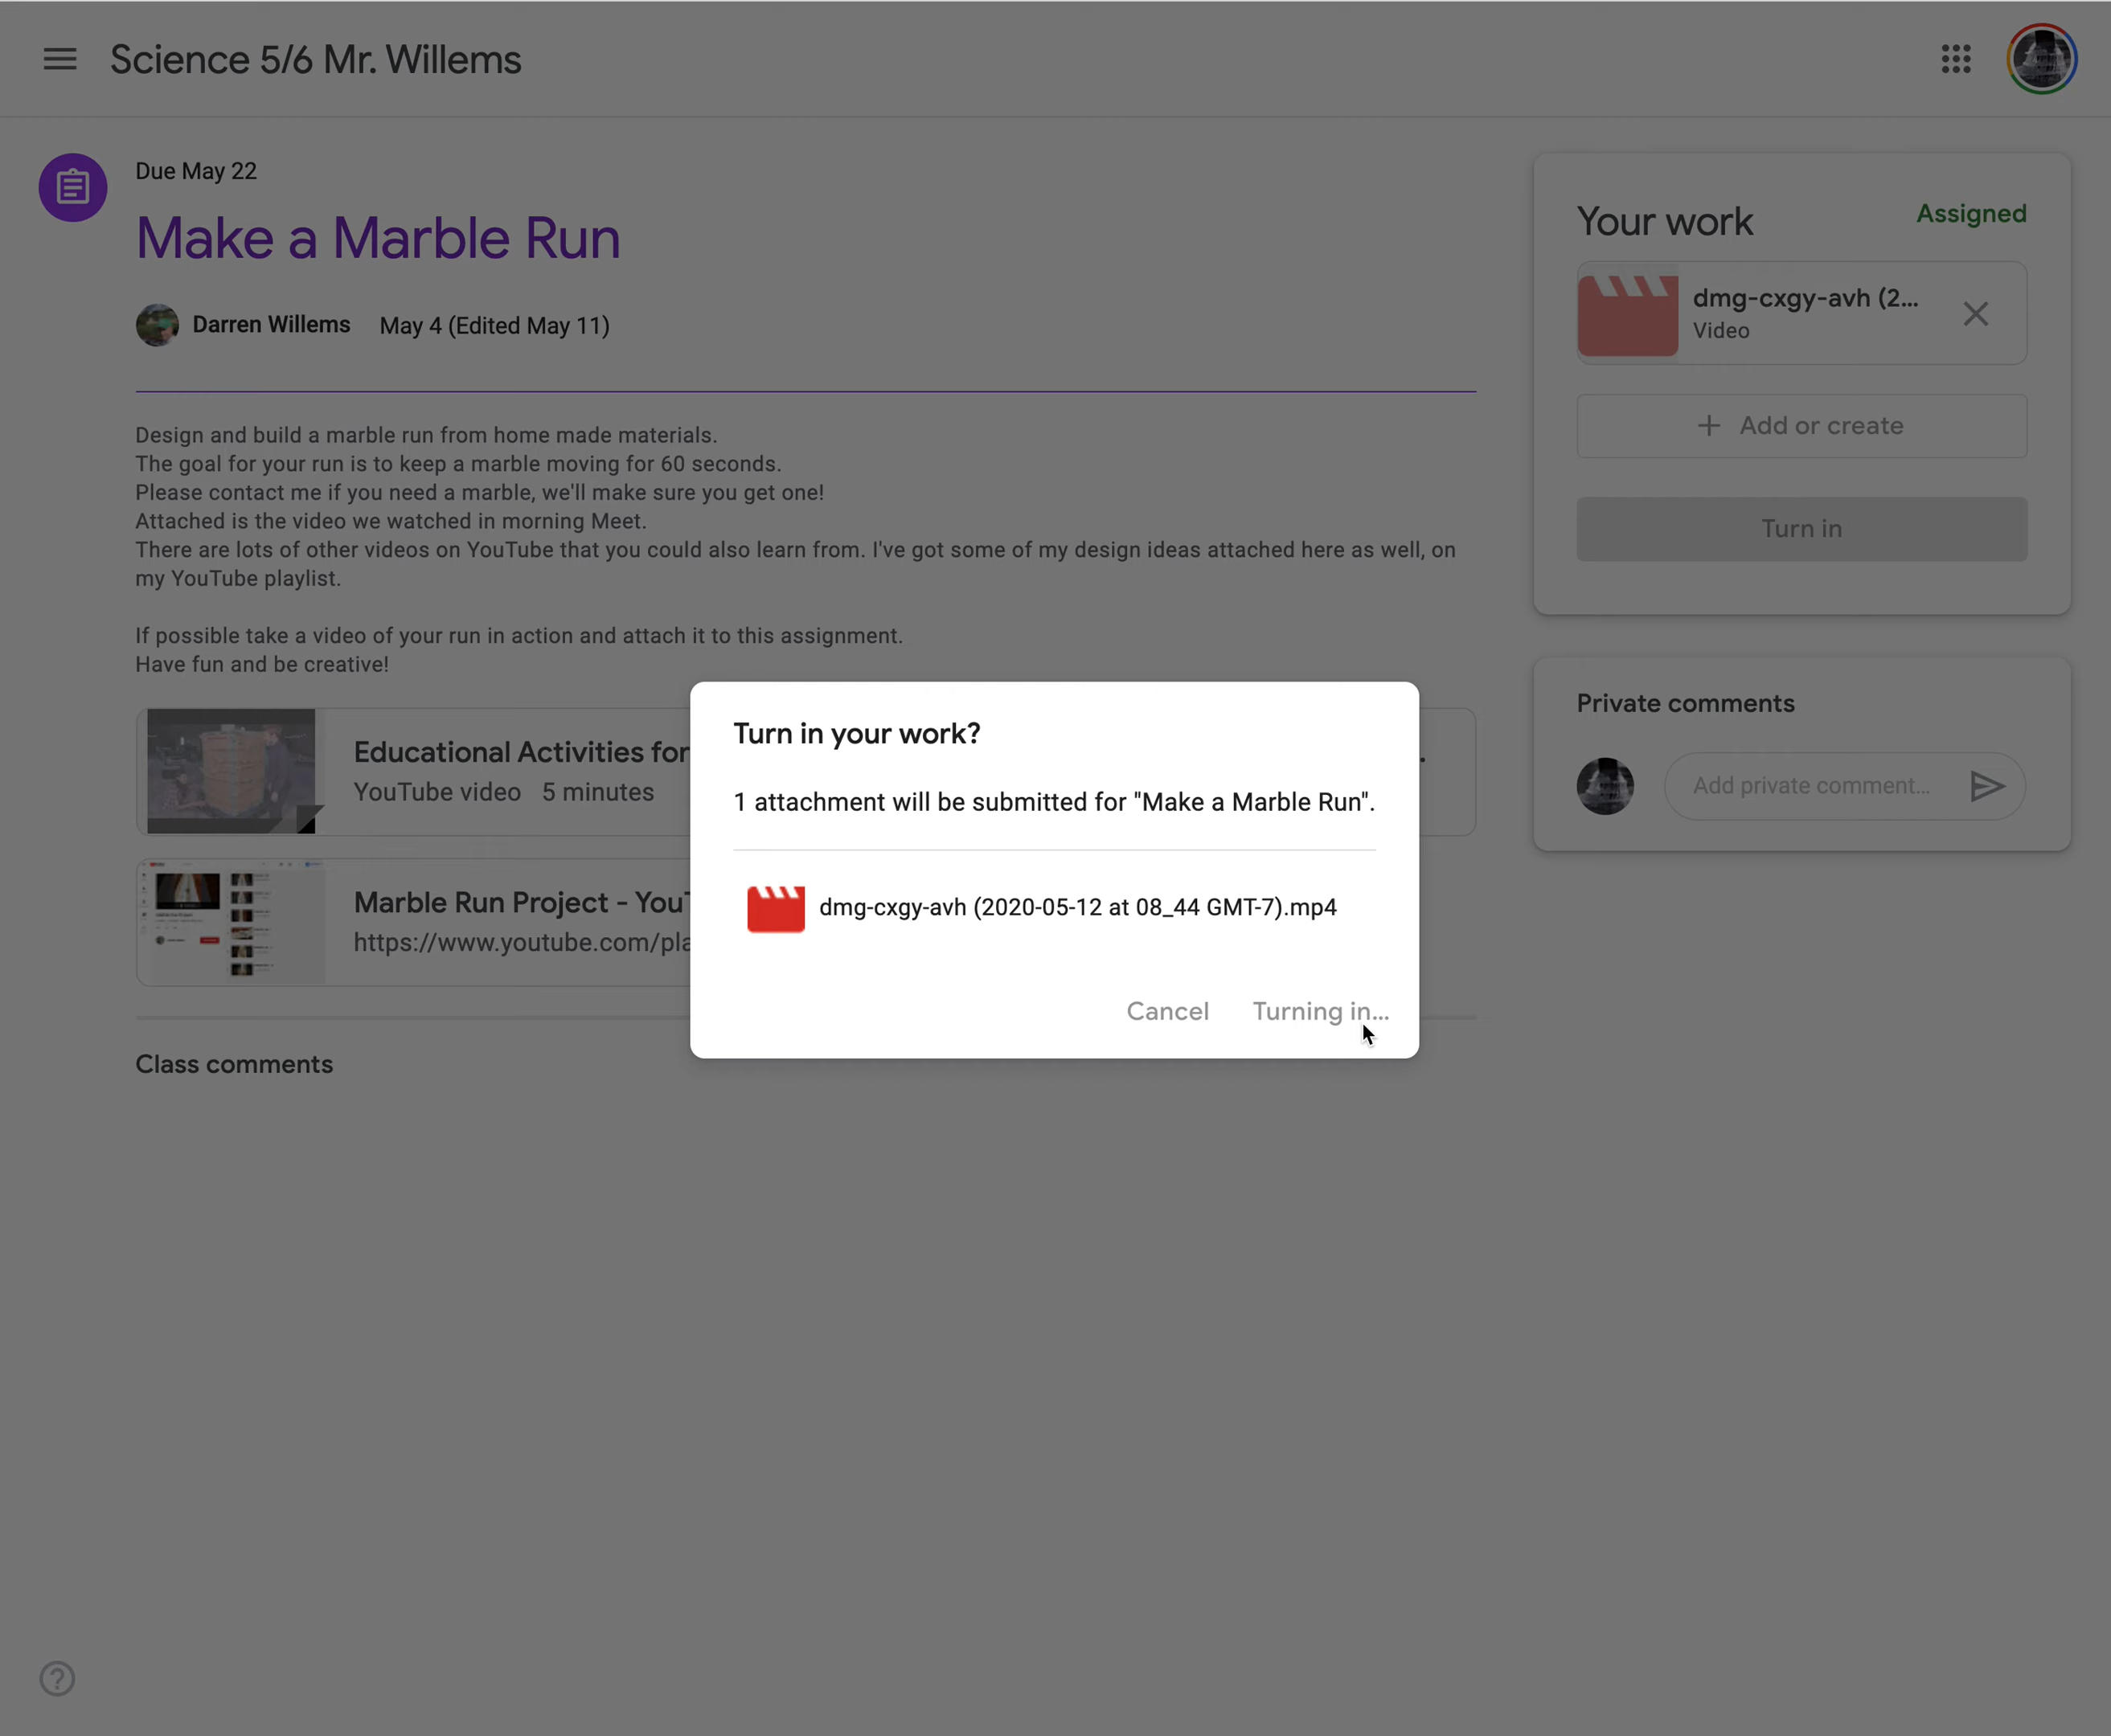 Science 5/6 Mr. Willems
Due May 22
Make a Marble Run
Darren Willems May 4 (Edited May 11)
Design and build a marble run from home made materials.
The goal for your run is to keep a marble moving for 60 seconds.
Please contact me if you need a marble, we'll make sure you get one!
Attached is the video we watched in morning Meet.
There are lots of other videos on YouTube that you could also learn from. I've got some of my design ideas attached here as well, on
my YouTube playlist.
If possible take a video of your run in action and attach it to this assignment.
Have fun and be creative!
Educational Activities for
YouTube video 5 minutes
Marble Run Project -
https://www.youtube.com/pla
Class comments
Your work
Assigned
dmg-cxgy-avh (2...
Video
+ Add or create
Turn in
Private comments
Add private comment...
Turn in your work?
1 attachment will be submitted for "Make a Marble Run".
dmg-cxgy-avh (2020-05-12 at 08_44 GMT-7).mp4
Cancel Turning in...